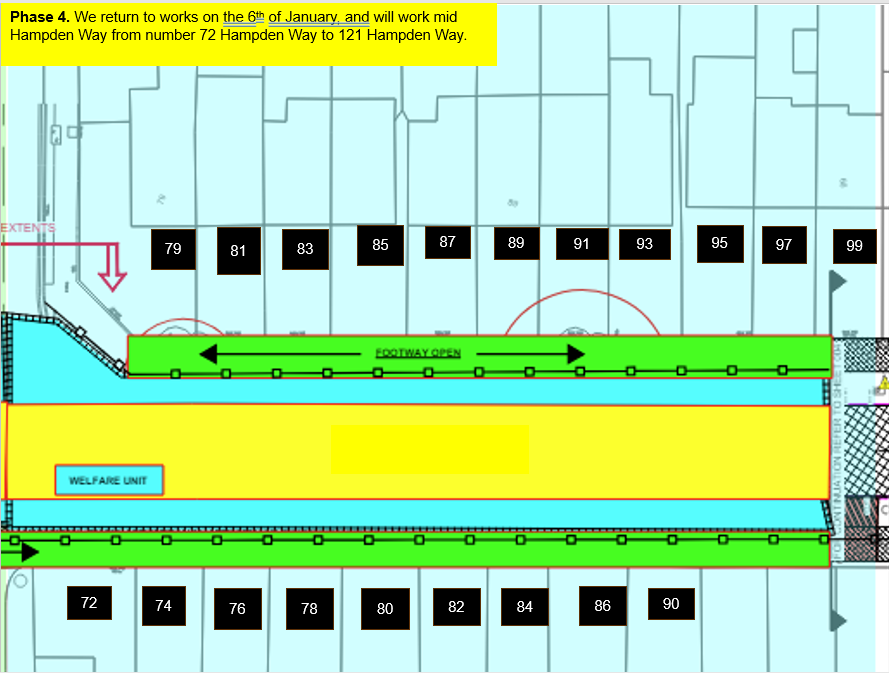 Phase 4. We return to works on the 6th of January, and will work mid
Hampden Way from number 72 Hampden Way to 121 Hampden Way.
EXTENTS
79 81 83 85 87 89 91 93 95 97 99
FOOTWAY OPEN
WELFARE UNIT
72 74 76 78 80 82 84 86 90